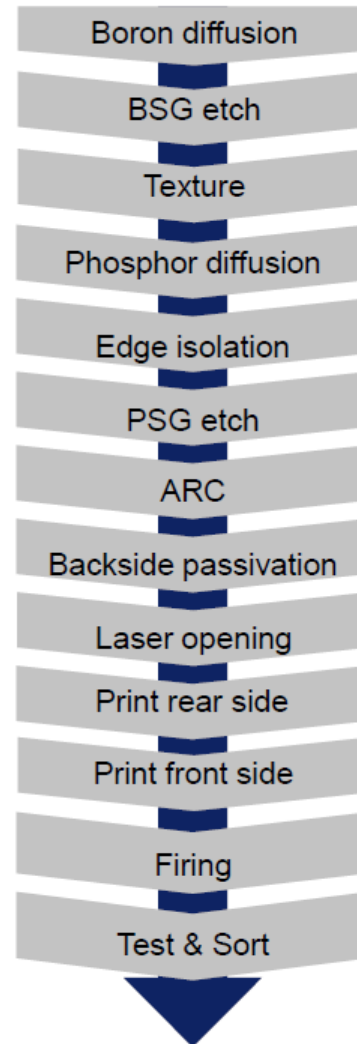 Boron diffusion
BSG etch
Texture
Phosphor diffusion
Edge isolation
PSG etch
ARC
Backside passivation
Laser opening
Print rear side
Print front side
Firing
Test & Sort